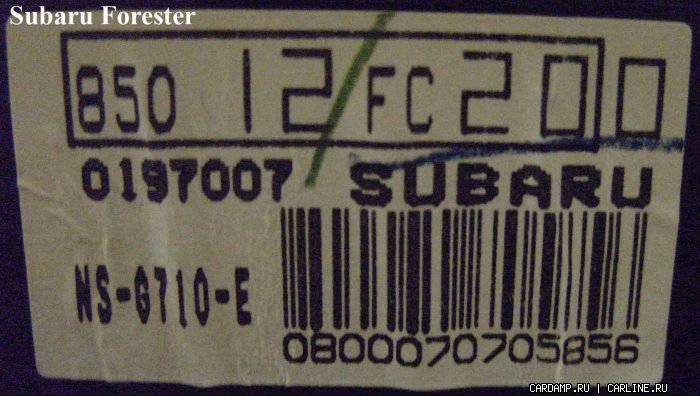 Subaru Forester
850 12 FC 200
0197007 SUBARU
NS-G710-E
0800070705856
CARDAMP.RU | CARLINE.RU